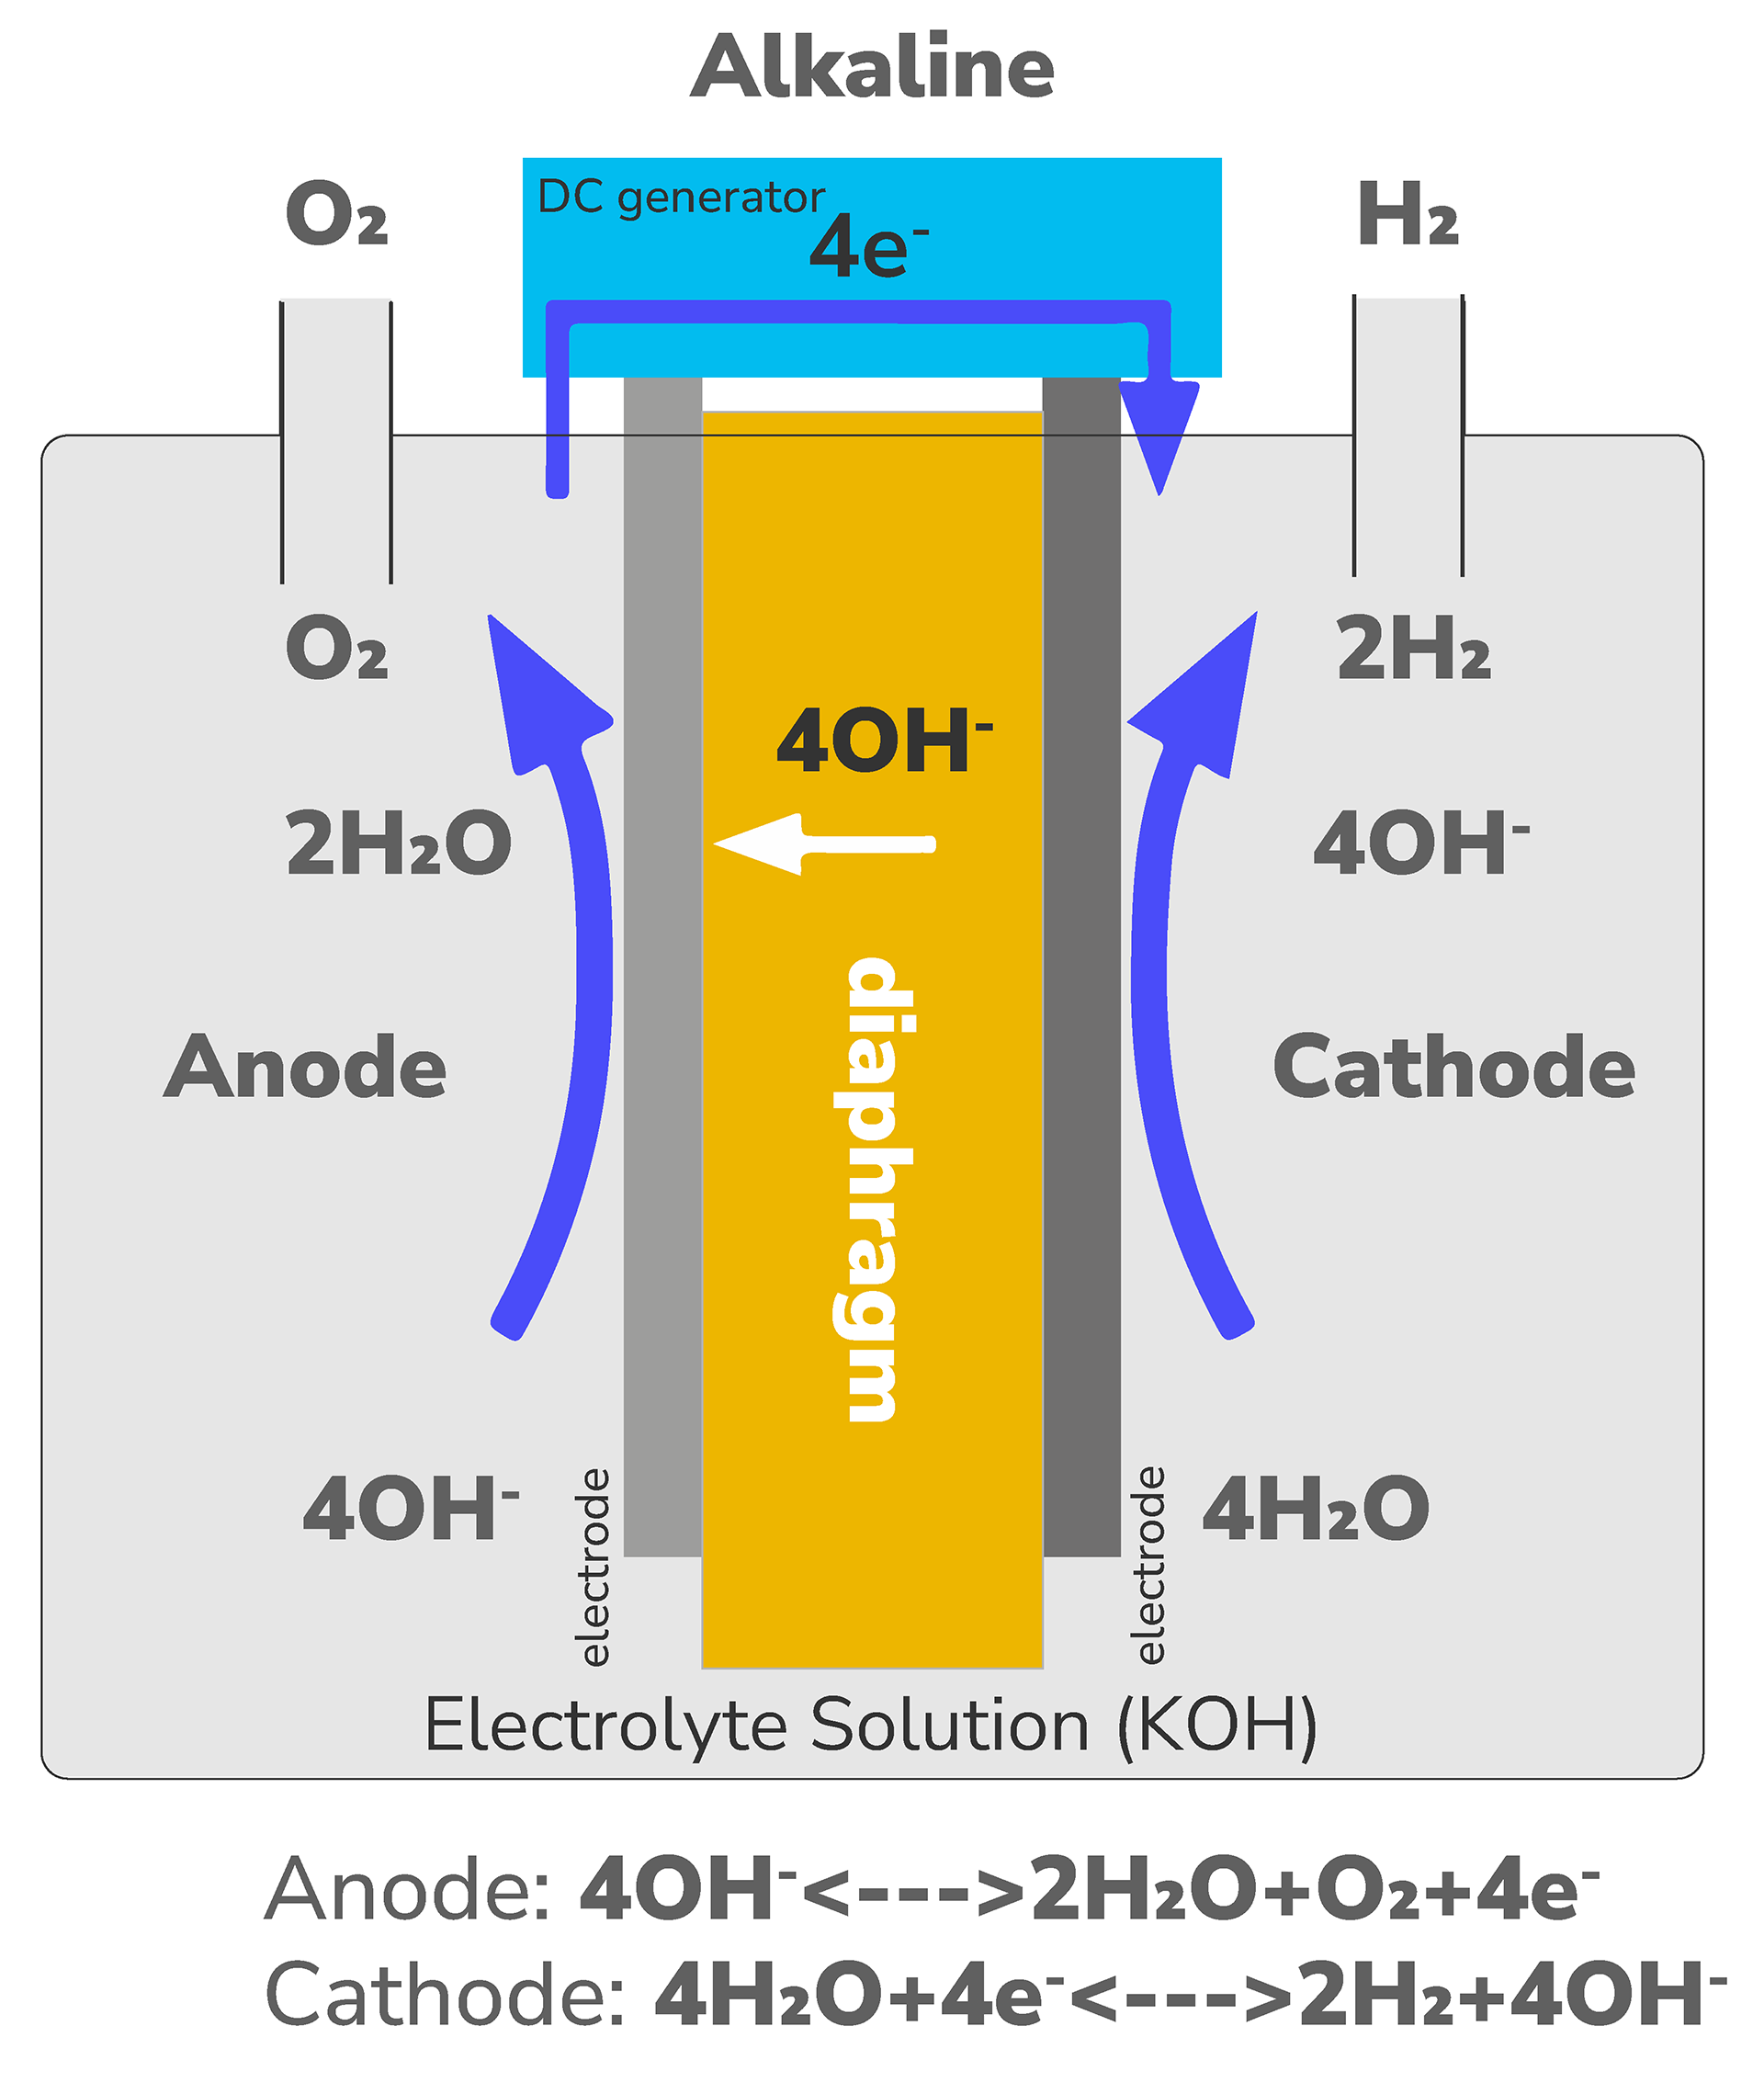 Alkaline
O₂
DC generator
4e⁻
H₂
O₂
2H₂
4OH⁻
2H₂O
4OH⁻
diaphragm
Anode
Cathode
4OH⁻
electrode
electrode
4H₂O
Electrolyte Solution (KOH)
Anode: 4OH⁻<--->2H₂O+O₂+4e⁻
Cathode: 4H₂O+4e⁻<--->2H₂+4OH⁻